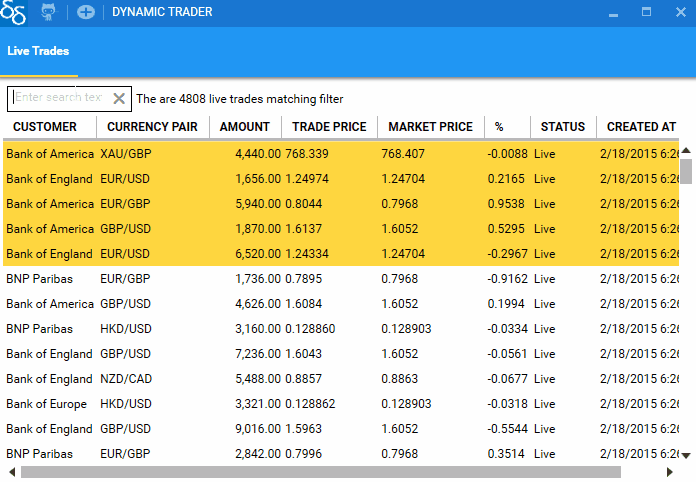 DYNAMIC TRADER
Live Trades
Enter search tex The are 4808 live trades matching filter
CUSTOMER CURRENCY PAIR AMOUNT TRADE PRICE MARKET PRICE % STATUS CREATED AT
Bank of America XAU/GBP 4,440.00 768.339 768.407 -0.0088 Live 2/18/2015 6:26
Bank of England EUR/USD 1,656.00 1.24974 1.24704 0.2165 Live 2/18/2015 6:26
Bank of America EUR/GBP 5,940.00 0.8044 0.7968 0.9538 Live 2/18/2015 6:26
Bank of America GBP/USD 1,870.00 1.6137 1.6052 0.5295 Live 2/18/2015 6:26
Bank of England EUR/USD 6,520.00 1.24334 1.24704 -0.2967 Live 2/18/2015 6:26
BNP Paribas EUR/GBP 1,736.00 0.7895 0.7968 -0.9162 Live 2/18/2015 6:26
Bank of America GBP/USD 4,626.00 1.6084 1.6052 0.1994 Live 2/18/2015 6:26
BNP Paribas HKD/USD 3,160.00 0.128860 0.128903 -0.0334 Live 2/18/2015 6:26
Bank of England GBP/USD 7,236.00 1.6043 1.6052 -0.0561 Live 2/18/2015 6:26
Bank of England NZD/CAD 5,488.00 0.8857 0.8863 -0.0677 Live 2/18/2015 6:26
Bank of Europe HKD/USD 3,321.00 0.128862 0.128903 -0.0318 Live 2/18/2015 6:26
Bank of England GBP/USD 9,016.00 1.5963 1.6052 -0.5544 Live 2/18/2015 6:26
BNP Paribas EUR/GBP 2,842.00 0.7996 0.7968 0.3514 Live 2/18/2015 6:26